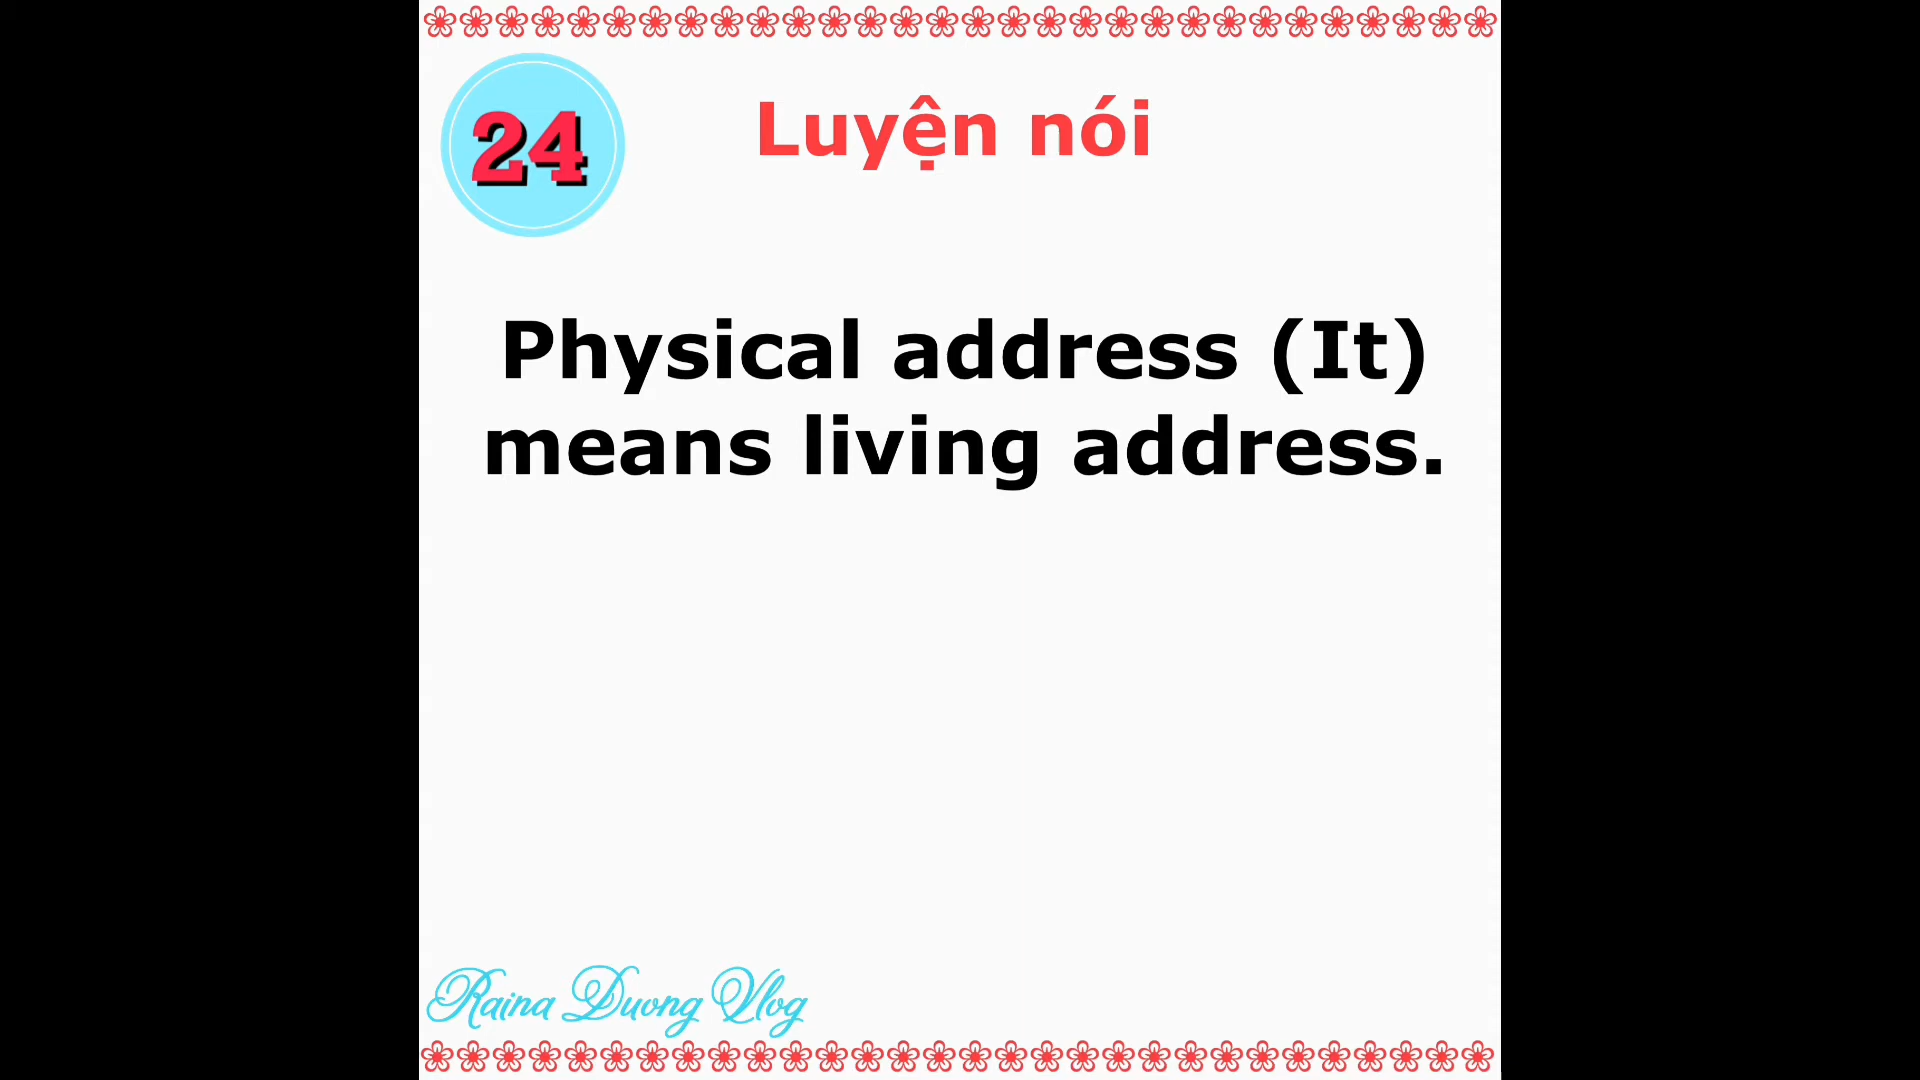 24
Luyện nói
Physical address (It)
means living address.
Raina Duong Vlog